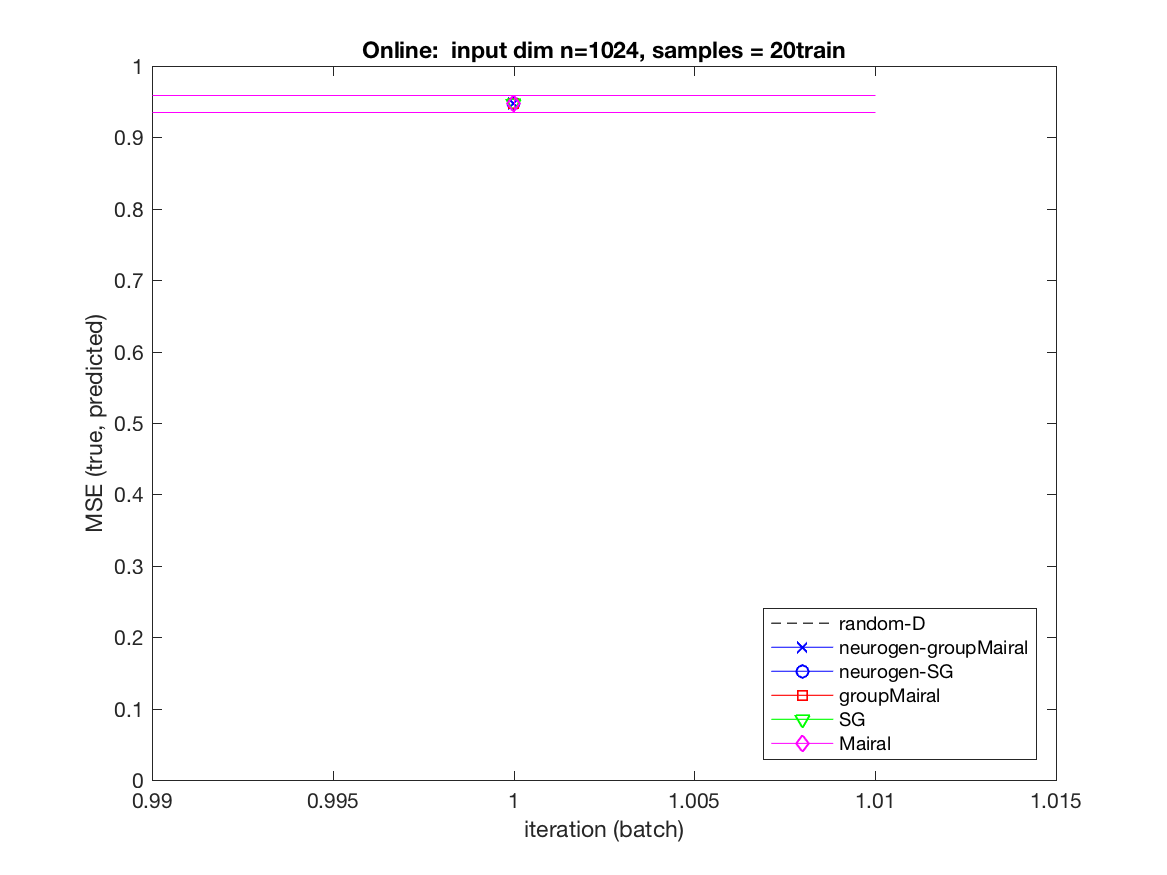 Online:  input dim n=1024, samples = 20train
1
0.9
0.8
0.7
0.6
0.5
0.4
0.3
0.2
0.1
0
MSE (true, predicted)
random-D
neurogen-groupMairal
neurogen-SG
groupMairal
SG
Mairal
0.99 0.995 1 1.005 1.01 1.015
iteration (batch)